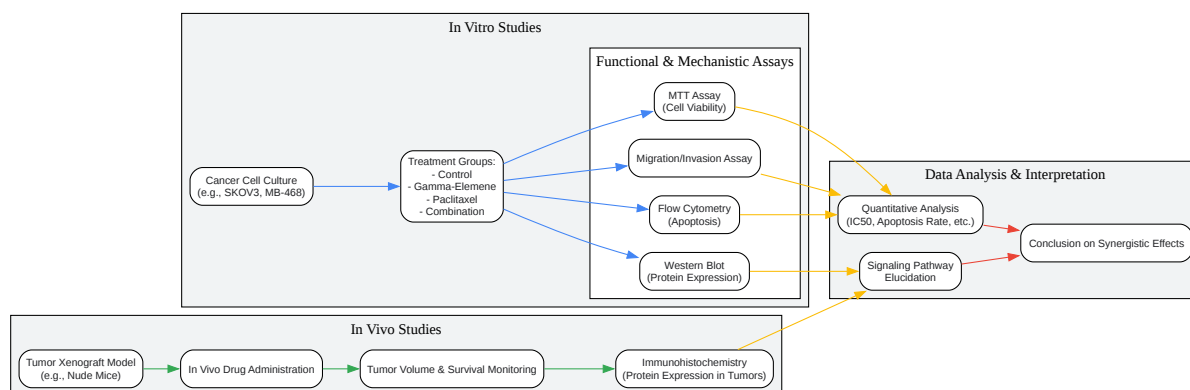 In Vitro Studies
Functional & Mechanistic Assays
MTT Assay
(Cell Viability)
Migration/Invasion Assay
Cancer Cell Culture
(e.g., SKOV3, MB-468)
Treatment Groups:
- Control
- Gamma-Elemene
- Paclitaxel
- Combination
Flow Cytometry
(Apoptosis)
Western Blot
(Protein Expression)
Data Analysis & Interpretation
Quantitative Analysis
(IC50, Apoptosis Rate, etc.)
Signaling Pathway
Elucidation
Conclusion on Synergistic Effects
In Vivo Studies
Tumor Xenograft Model
(e.g., Nude Mice)
In Vivo Drug Administration
Tumor Volume & Survival Monitoring
Immunohistochemistry
(Protein Expression in Tumors)